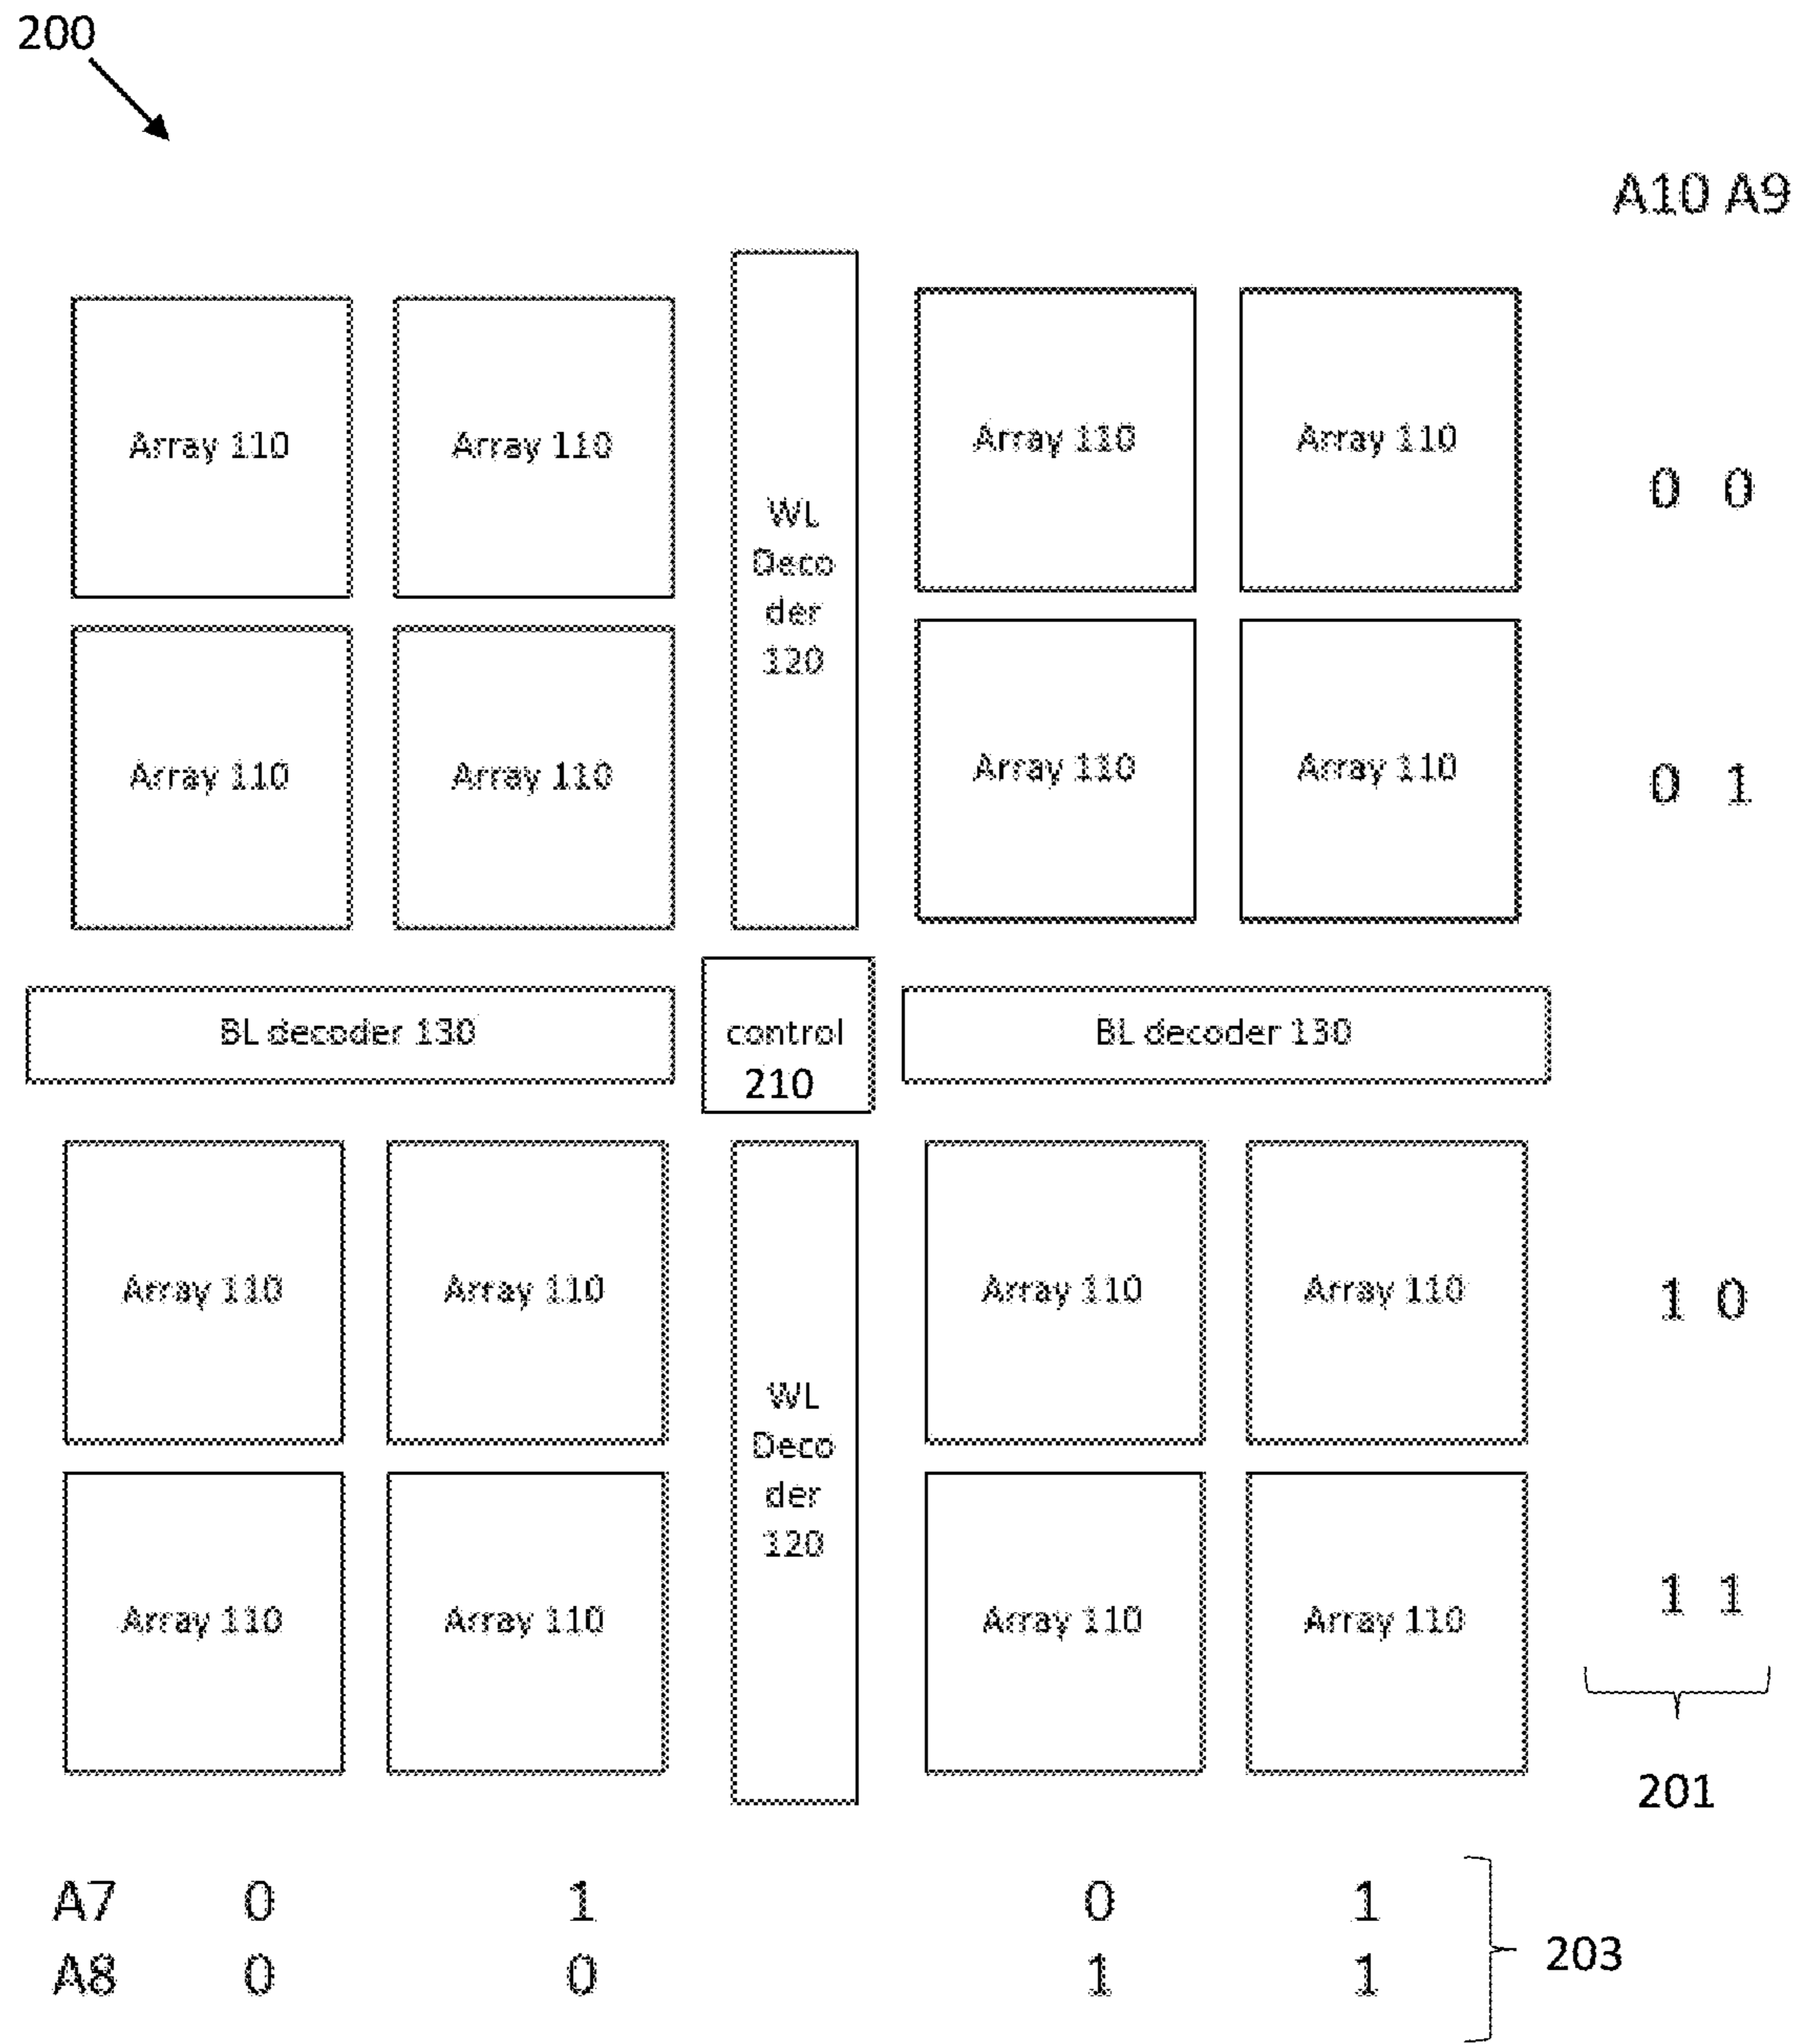 200
A10 A9
Array 110 Array 110 Array 110 Array 110
0 0
WL
Deco
der
120
Array 110 Array 110 Array 110 Array 110
0 1
BL decoder 130
control
210
BL decoder 130
Array 110 Array 110 Array 110 Array 110
1 0
WL
Deco
der
120
Array 110 Array 110 Array 110 Array 110
1 1
201
A7 0 1 0 1
A8 0 0 1 1
203